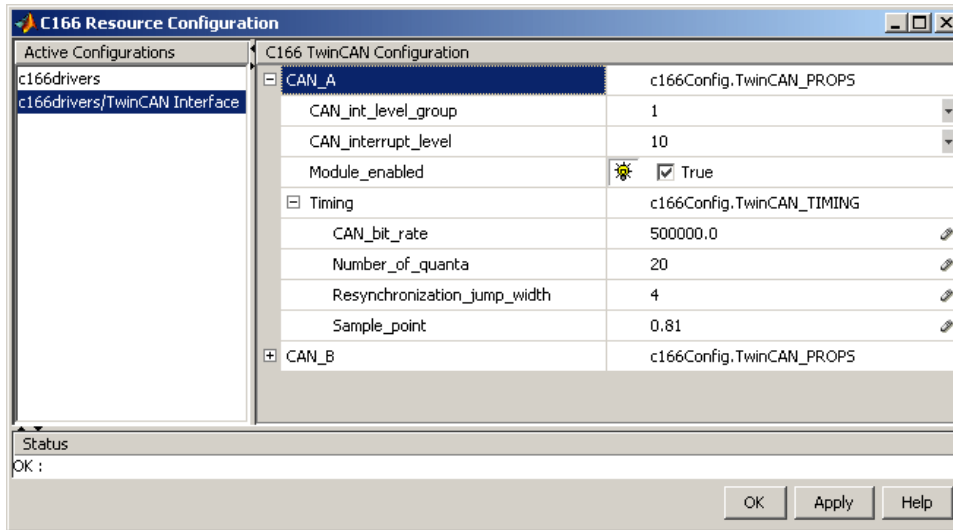 C166 Resource Configuration
Active Configurations
C166 TwinCAN Configuration
c166drivers
c166drivers/TwinCAN Interface
CAN_A c166Config.TwinCAN_PROPS
CAN_int_level_group 1
CAN_interrupt_level 10
Module_enabled True
Timing c166Config.TwinCAN_TIMING
CAN_bit_rate 500000.0
Number_of_quanta 20
Resynchronization_jump_width 4
Sample_point 0.81
CAN_B c166Config.TwinCAN_PROPS
Status
OK :
OK Apply Help